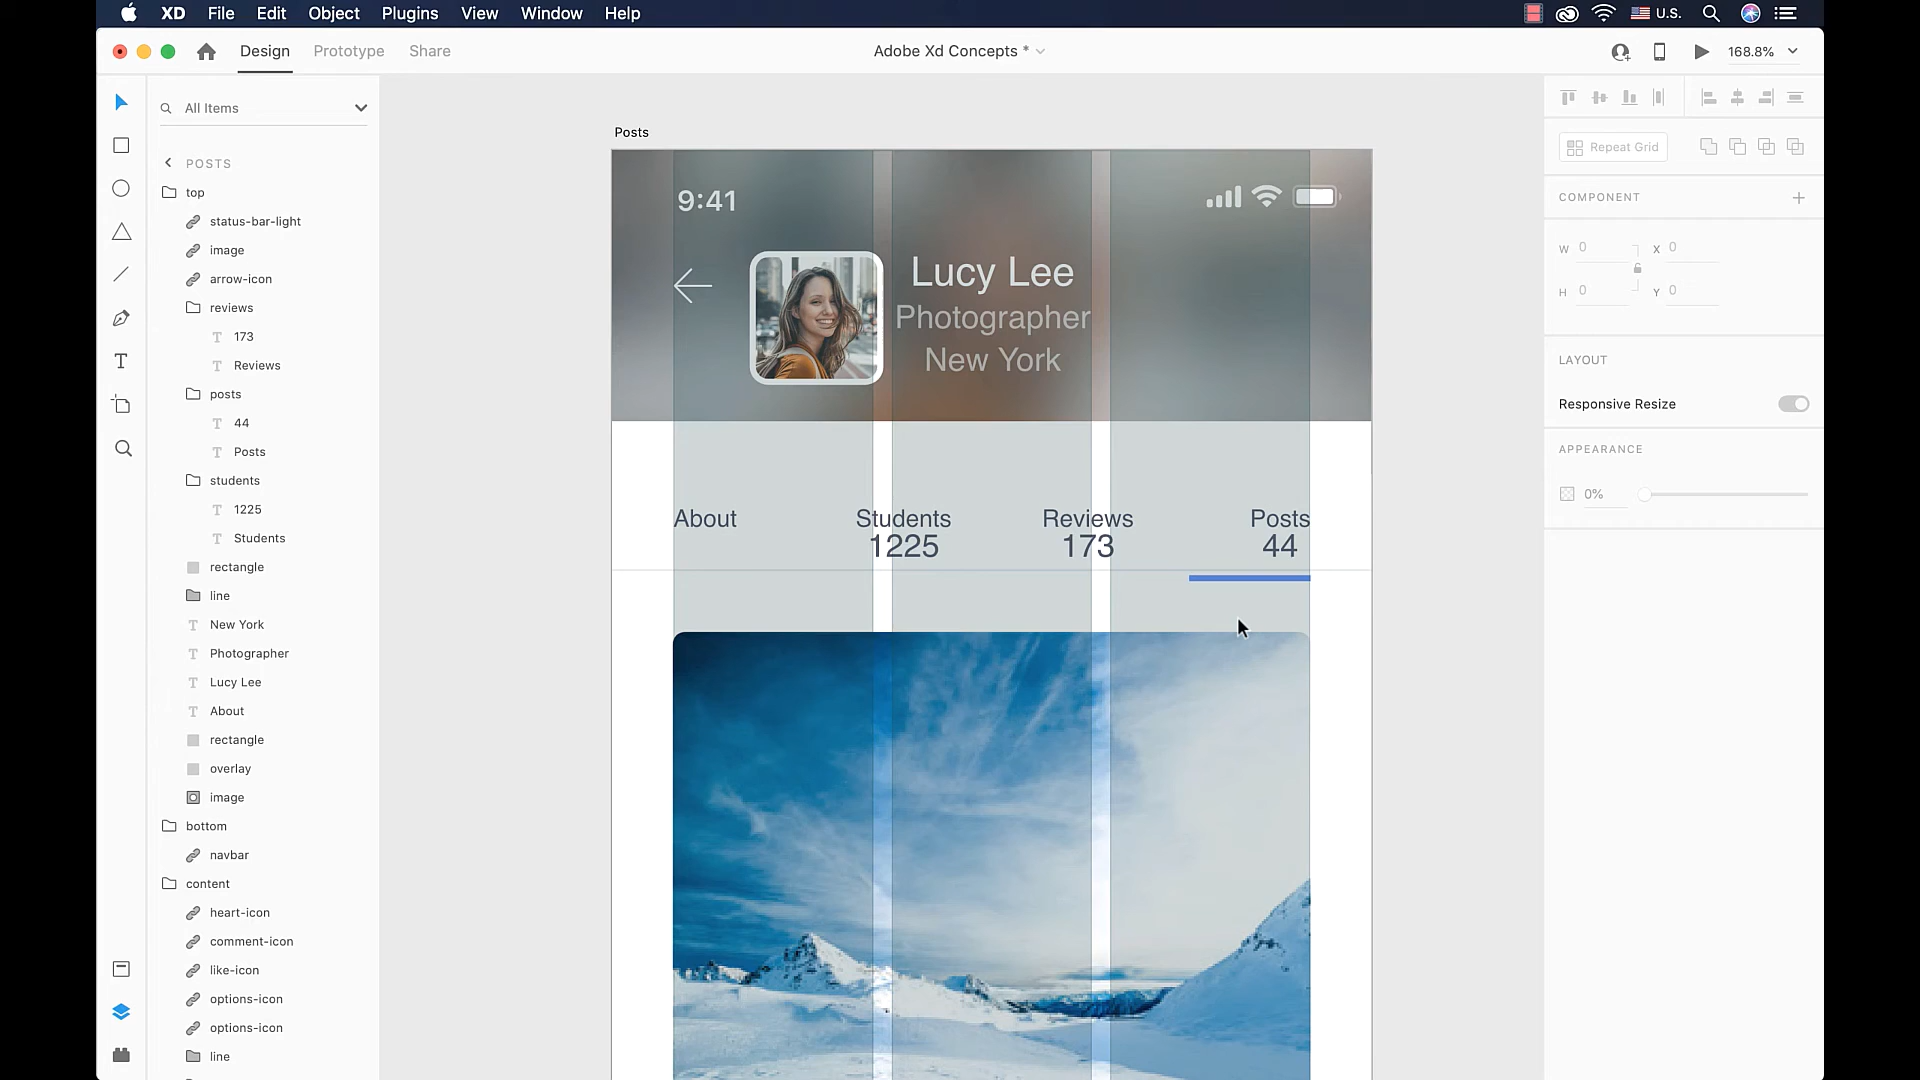 XD File Edit Object Plugins View Window Help
U.S.
Design Prototype Share
Adobe Xd Concepts *
168.8%
All Items
POSTS
top
status-bar-light
image
arrow-icon
reviews
173
Reviews
posts
44
Posts
students
1225
Students
rectangle
line
New York
Photographer
Lucy Lee
About
rectangle
overlay
image
bottom
navbar
content
heart-icon
comment-icon
like-icon
options-icon
options-icon
line
Posts
9:41
Lucy Lee
Photographer
New York
About Students Reviews Posts
1225 173 44
Repeat Grid
COMPONENT
W 0 X 0
H 0 Y 0
LAYOUT
Responsive Resize
APPEARANCE
0%